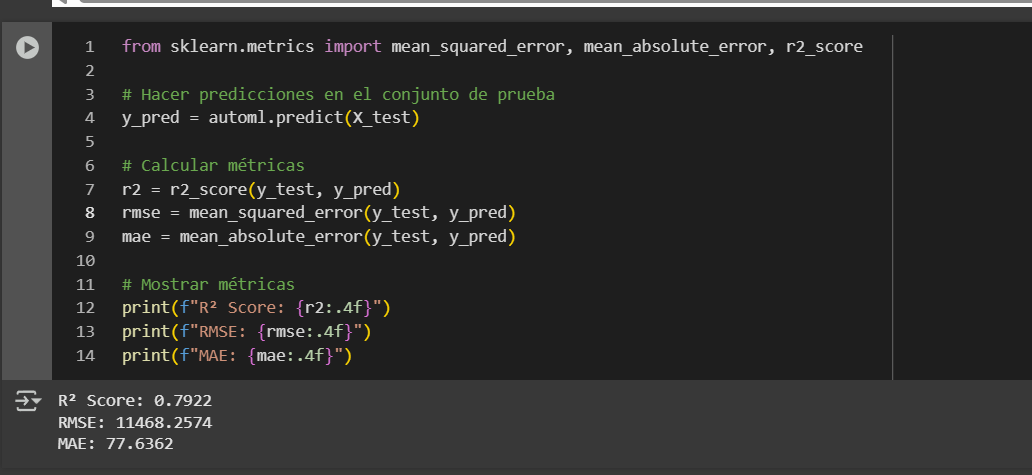 1 from sklearn.metrics import mean_squared_error, mean_absolute_error, r2_score
2
3 # Hacer predicciones en el conjunto de prueba
4 y_pred = automl.predict(X_test)
5
6 # Calcular métricas
7 r2 = r2_score(y_test, y_pred)
8 rmse = mean_squared_error(y_test, y_pred)
9 mae = mean_absolute_error(y_test, y_pred)
10
11 # Mostrar métricas
12 print(f"R² Score: {r2:.4f}")
13 print(f"RMSE: {rmse:.4f}")
14 print(f"MAE: {mae:.4f}")
R² Score: 0.7922
RMSE: 11468.2574
MAE: 77.6362